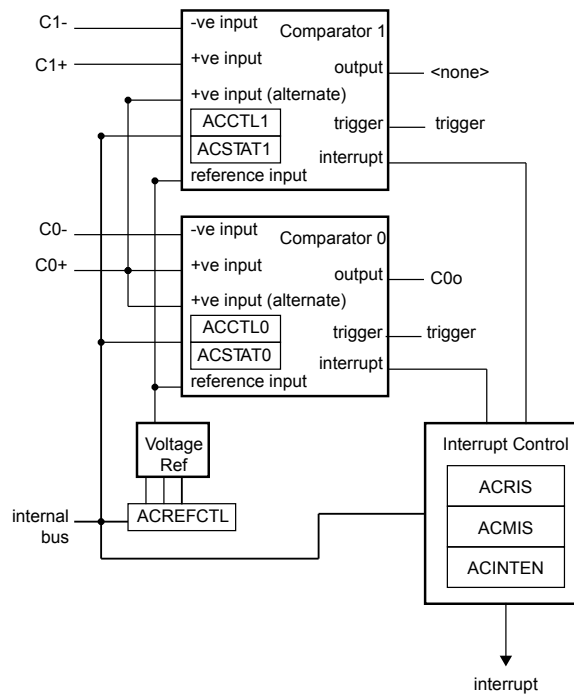 C1-
-ve input
Comparator 1
C1+
+ve input
output
<none>
+ve input (alternate)
trigger
trigger
ACCTL1
ACSTAT1
interrupt
reference input
C0-
-ve input
Comparator 0
C0+
+ve input
output
C0o
+ve input (alternate)
trigger
trigger
ACCTL0
ACSTAT0
interrupt
reference input
Voltage
Ref
Interrupt Control
ACRIS
internal
bus
ACREFCTL
ACMIS
ACINTEN
interrupt